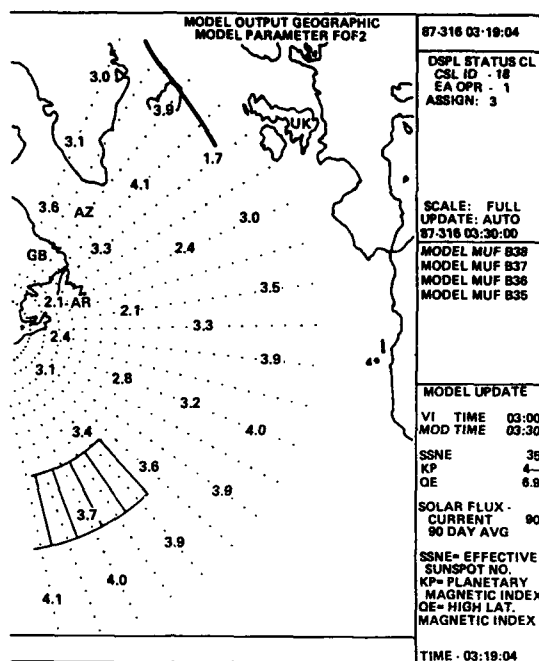 MODEL OUTPUT GEOGRAPHIC
MODEL PARAMETER FOF2
3.0
3.9
UK
1.7
3.1
4.1
3.6
AZ
3.0
GB
3.3
2.4
2.1
AR
2.1
3.5
2.4
3.3
3.1
3.9
2.8
3.2
3.4
4.0
3.6
3.7
3.9
3.9
4.0
4.1
4
87-316 03:19:04
DSPL STATUS CL
CSL ID - 18
EA OPR - 1
ASSIGN: 3
SCALE: FULL
UPDATE: AUTO
87-316 03:30:00
MODEL MUF B38
MODEL MUF B37
MODEL MUF B36
MODEL MUF B35
MODEL UPDATE
VI TIME 03:00
MOD TIME 03:30
SSNE 35
KP 4–
QE 6.9
SOLAR FLUX -
CURRENT 90
90 DAY AVG
SSNE= EFFECTIVE
SUNSPOT NO.
KP= PLANETARY
MAGNETIC INDEX
QE= HIGH LAT.
MAGNETIC INDEX
TIME - 03:19:04